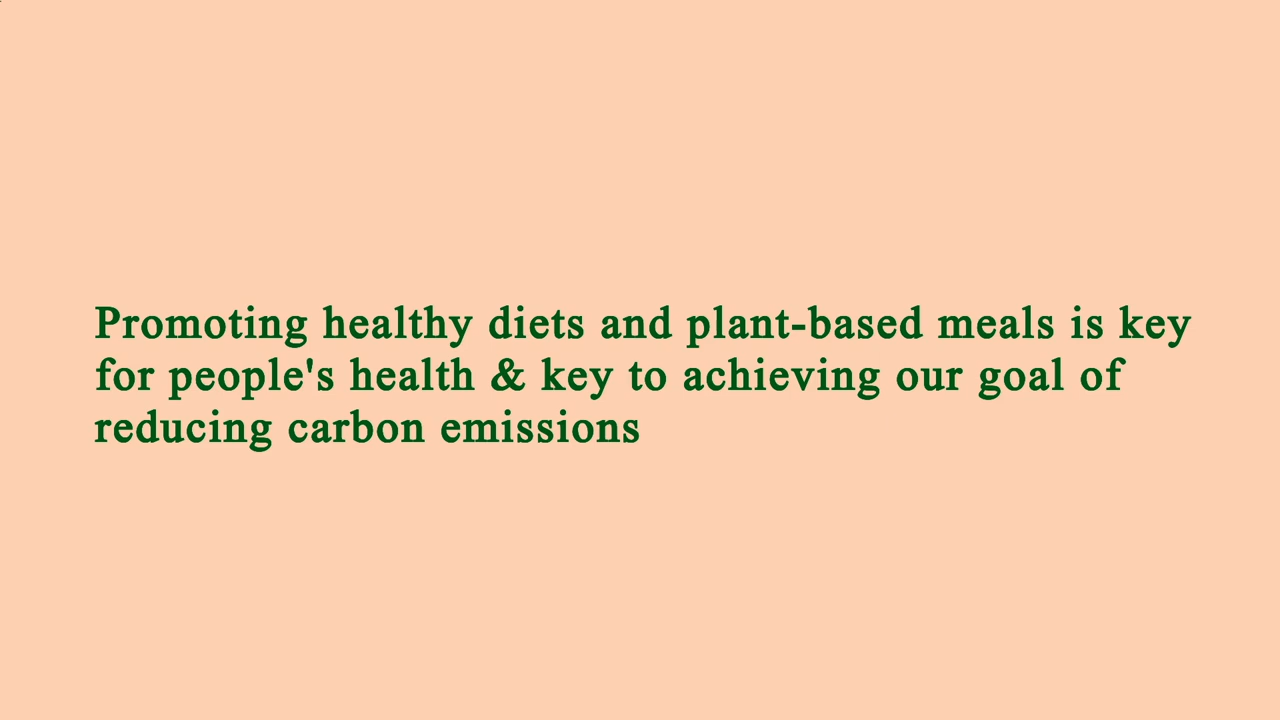 Promoting healthy diets and plant-based meals is key
for people's health & key to achieving our goal of
reducing carbon emissions